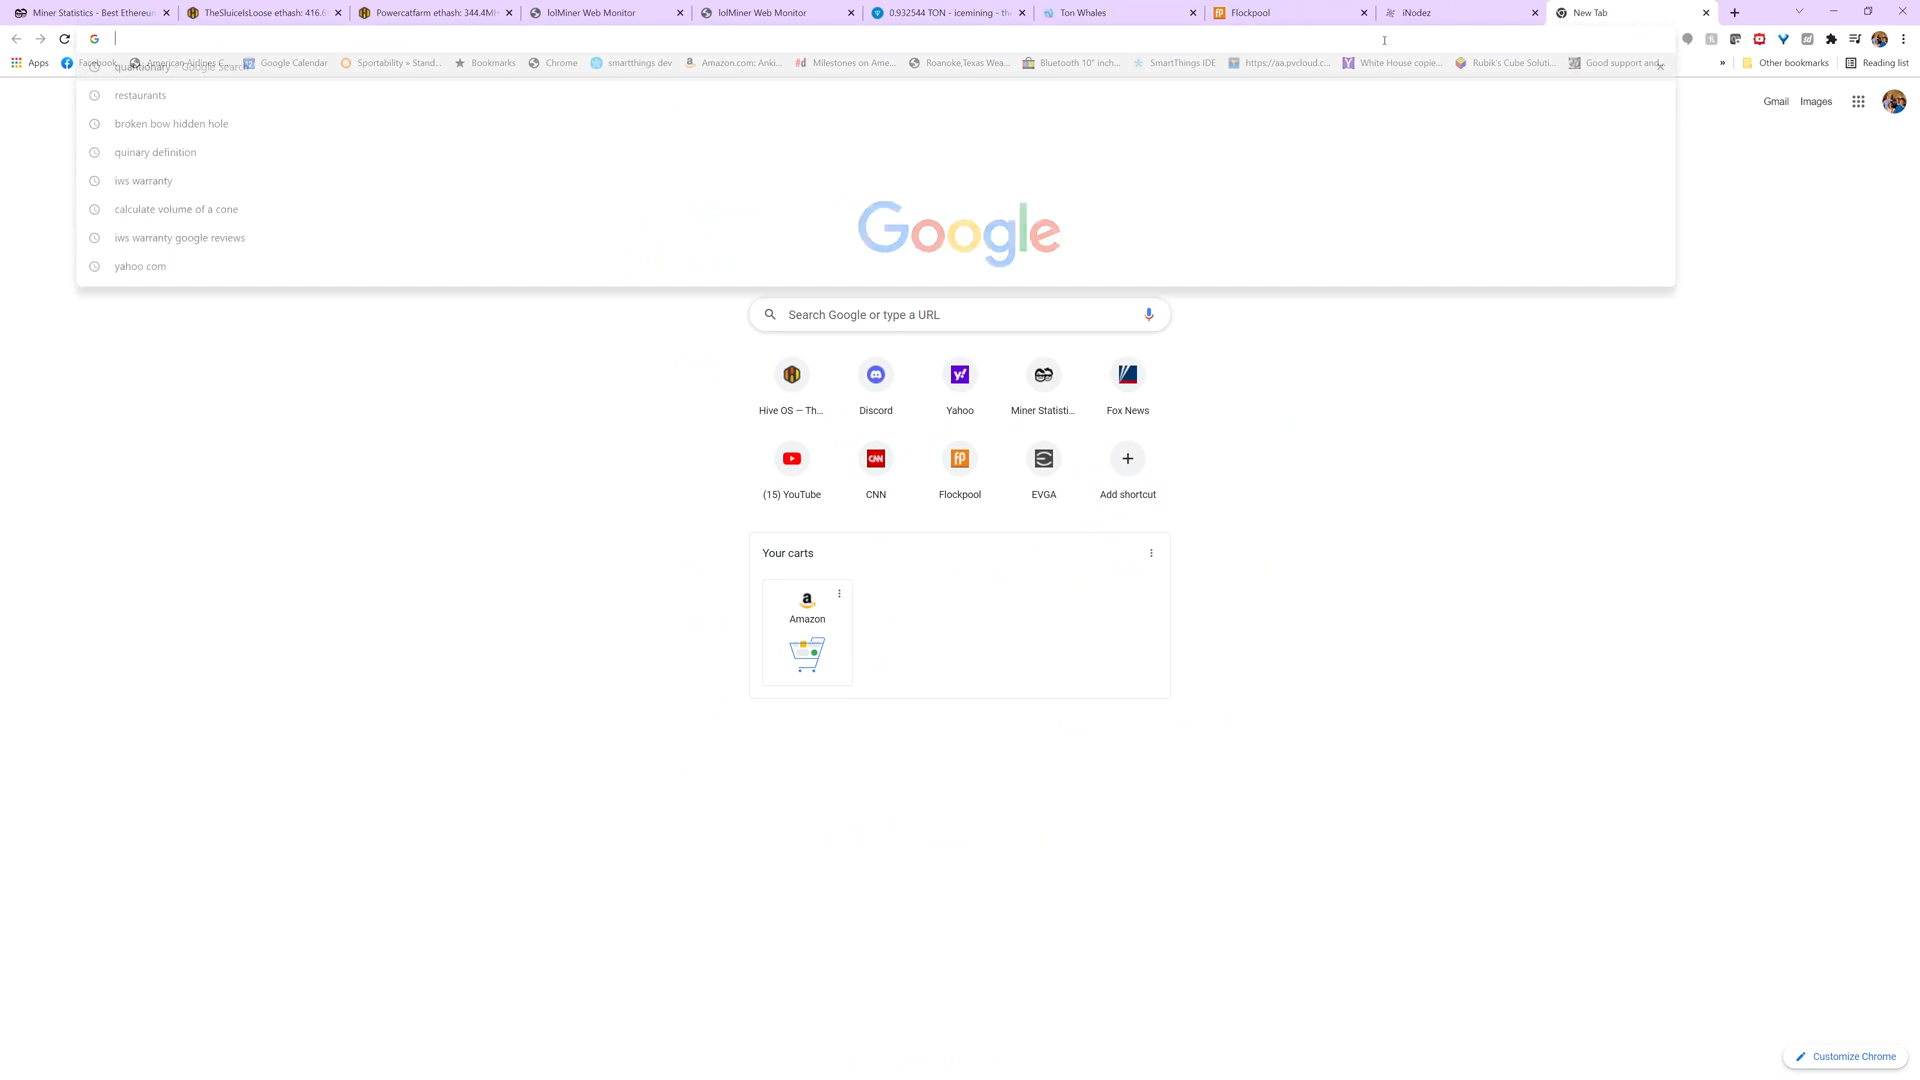 Miner Statistics - Best Ethereun
TheSluiceIsLoose ethash: 416.6
Powercatfarm ethash: 344.4MH
lolMiner Web Monitor
lolMiner Web Monitor
0.932544 TON - icemining - the
Ton Whales
Flockpool
iNodez
New Tab
Apps
Facebook
American Airlines C...
Google Calendar
Sportability » Stand...
Bookmarks
Chrome
smartthings dev
Amazon.com: Anki...
Milestones on Ame...
Roanoke,Texas Wea...
Bluetooth 10" inch...
SmartThings IDE
https://aa.pvcloud.c...
White House copie...
Rubik's Cube Soluti...
Good support and
»
Other bookmarks
Reading list
Google Search
restaurants
broken bow hidden hole
quinary definition
iws warranty
calculate volume of a cone
iws warranty google reviews
yahoo com
Gmail
Images
Google
Search Google or type a URL
Hive OS — Th...
Discord
Yahoo
Miner Statisti...
Fox News
(15) YouTube
CNN
Flockpool
EVGA
Add shortcut
Your carts
Amazon
Customize Chrome